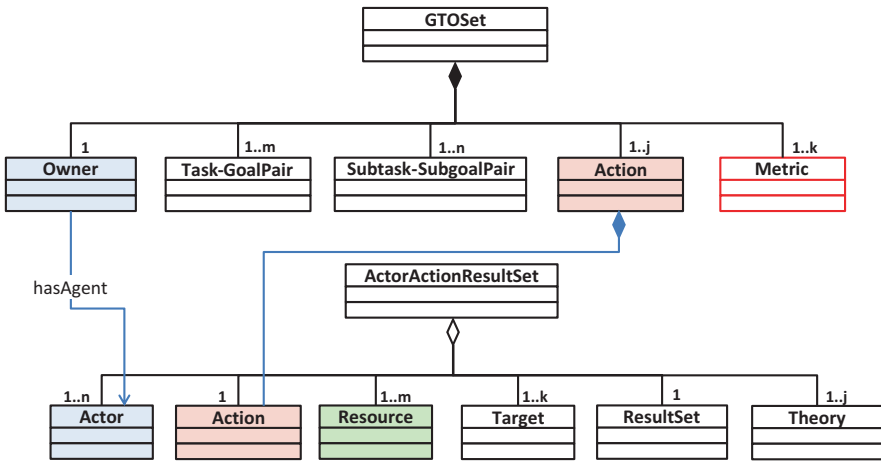 GTOSet
1
1..m
1..n
1..j
1..k
Owner
Task-GoalPair
Subtask-SubgoalPair
Action
Metric
hasAgent
ActorActionResultSet
1..n
1
1..m
1..k
1
1..j
Actor
Action
Resource
Target
ResultSet
Theory